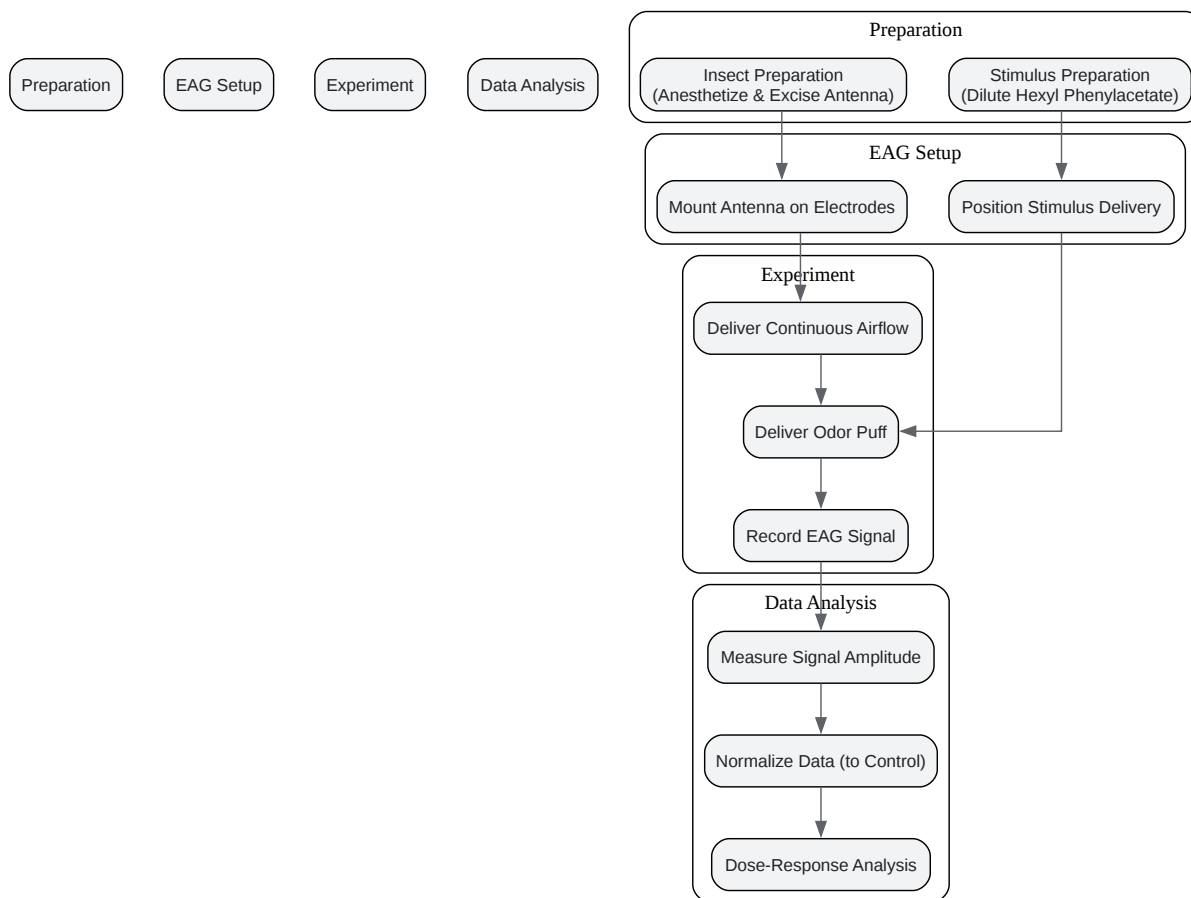 Preparation
Preparation
EAG Setup
Experiment
Data Analysis
Insect Preparation
(Anesthetize & Excise Antenna)
Stimulus Preparation
(Dilute Hexyl Phenylacetate)
EAG Setup
Mount Antenna on Electrodes
Position Stimulus Delivery
Experiment
Deliver Continuous Airflow
Deliver Odor Puff
Record EAG Signal
Data Analysis
Measure Signal Amplitude
Normalize Data (to Control)
Dose-Response Analysis